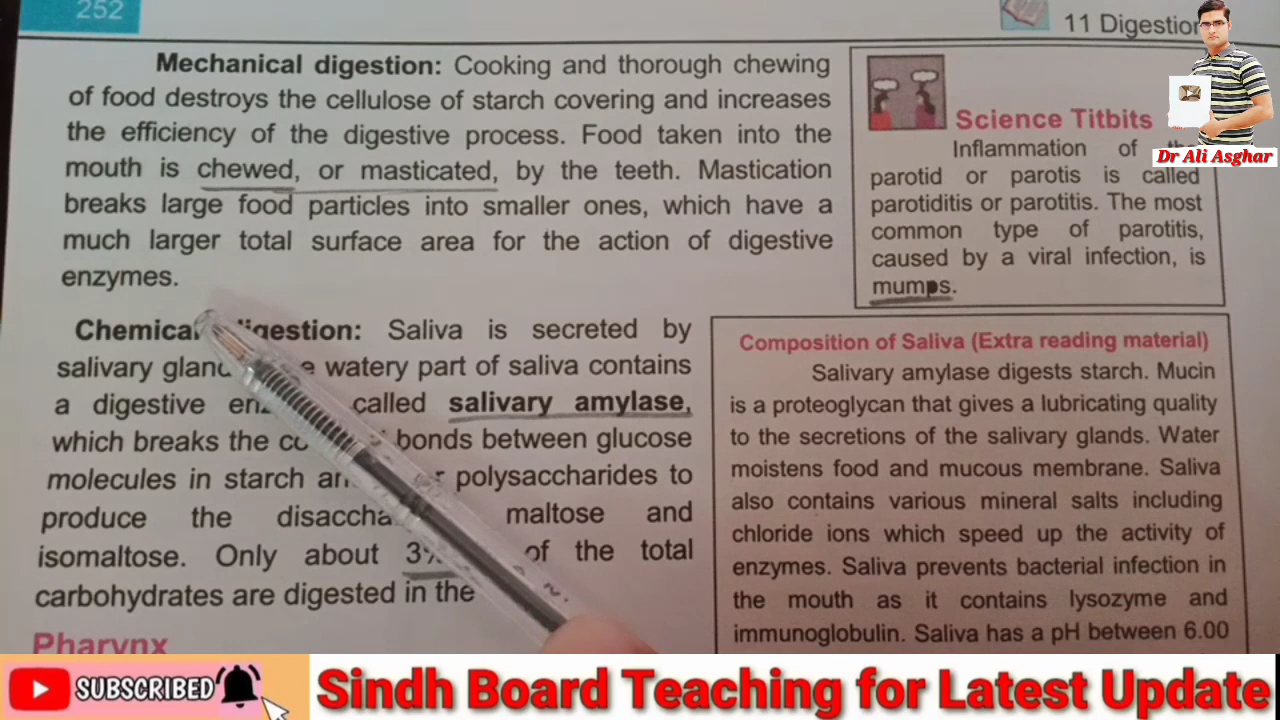 252
11 Digestion
Mechanical digestion: Cooking and thorough chewing
of food destroys the cellulose of starch covering and increases
the efficiency of the digestive process. Food taken into the
mouth is chewed, or masticated, by the teeth. Mastication
breaks large food particles into smaller ones, which have a
much larger total surface area for the action of digestive
enzymes.
Science Titbits
Inflammation of the
parotid or parotis is called
parotiditis or parotitis. The most
common type of parotitis,
caused by a viral infection, is
mumps.
Dr Ali Asghar
Chemical digestion: Saliva is secreted by
salivary watery part of saliva contains
a digestive called salivary amylase,
which breaks the bonds between glucose
molecules in starch polysaccharides to
produce the maltose and
isomaltose. Only about of the total
carbohydrates are digested in the
Pharynx
Composition of Saliva (Extra reading material)
Salivary amylase digests starch. Mucin
is a proteoglycan that gives a lubricating quality
to the secretions of the salivary glands. Water
moistens food and mucous membrane. Saliva
also contains various mineral salts including
chloride ions which speed up the activity of
enzymes. Saliva prevents bacterial infection in
the mouth as it contains lysozyme and
immunoglobulin. Saliva has a pH between 6.00
SUBSCRIBED
Sindh Board Teaching for Latest Update